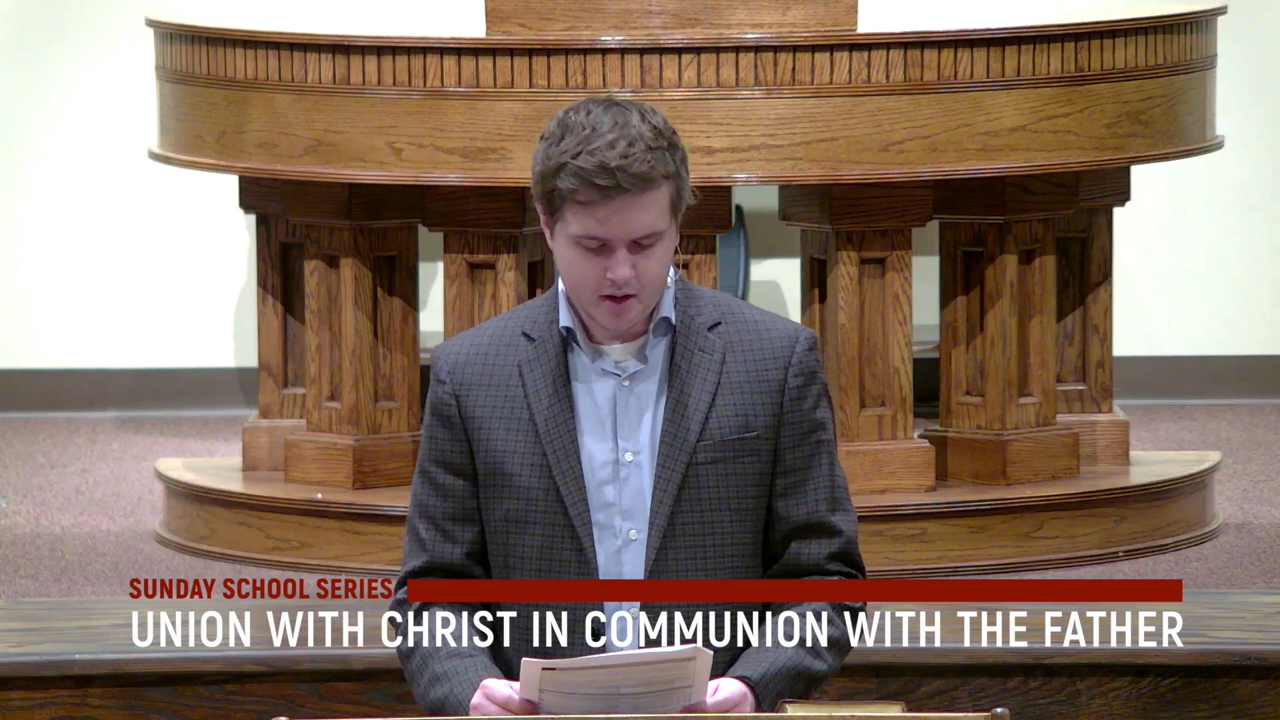 SUNDAY SCHOOL SERIES
UNION WITH CHRIST IN COMMUNION WITH THE FATHER